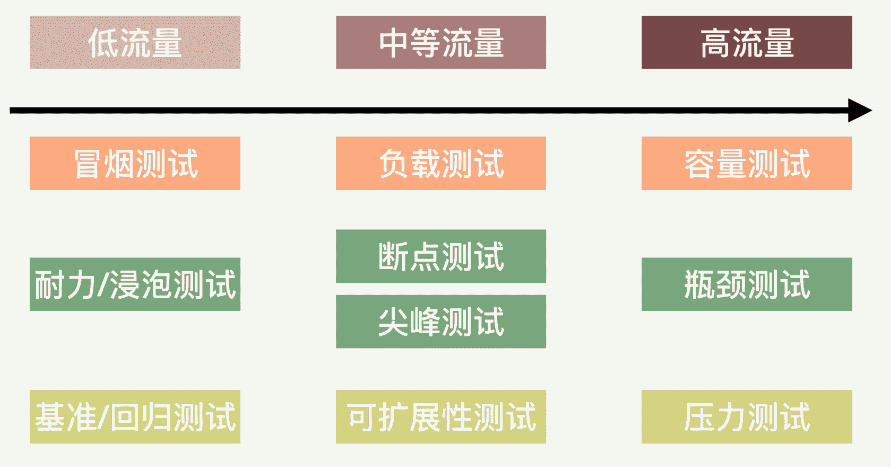 低流量
中等流量
高流量
冒烟测试
负载测试
容量测试
耐力/浸泡测试
断点测试
尖峰测试
瓶颈测试
基准/回归测试
可扩展性测试
压力测试